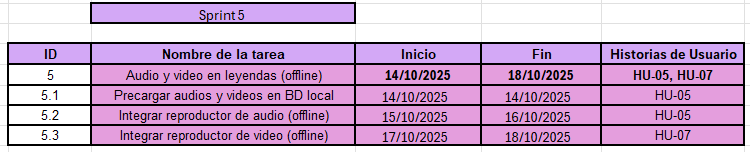 Sprint 5
ID Nombre de la tarea Inicio Fin Historias de Usuario
5 Audio y video en leyendas (offline) 14/10/2025 18/10/2025 HU-05, HU-07
5.1 Precargar audios y videos en BD local 14/10/2025 14/10/2025 HU-05
5.2 Integrar reproductor de audio (offline) 15/10/2025 16/10/2025 HU-05
5.3 Integrar reproductor de video (offline) 17/10/2025 18/10/2025 HU-07